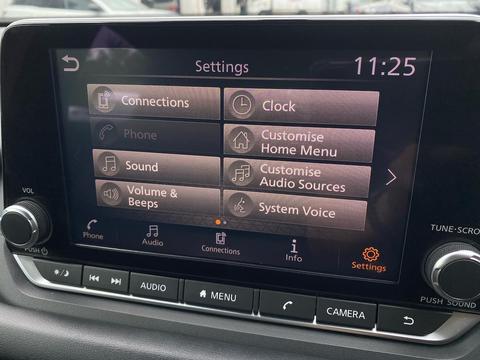 Settings
11:25
Connections
Clock
Phone
Customise
Home Menu
Sound
Customise
Audio Sources
Volume &
Beeps
System Voice
Phone
Audio
Connections
Info
Settings
VOL
PUSH
TUNE·SCROLL
PUSH SOUND
AUDIO
MENU
CAMERA